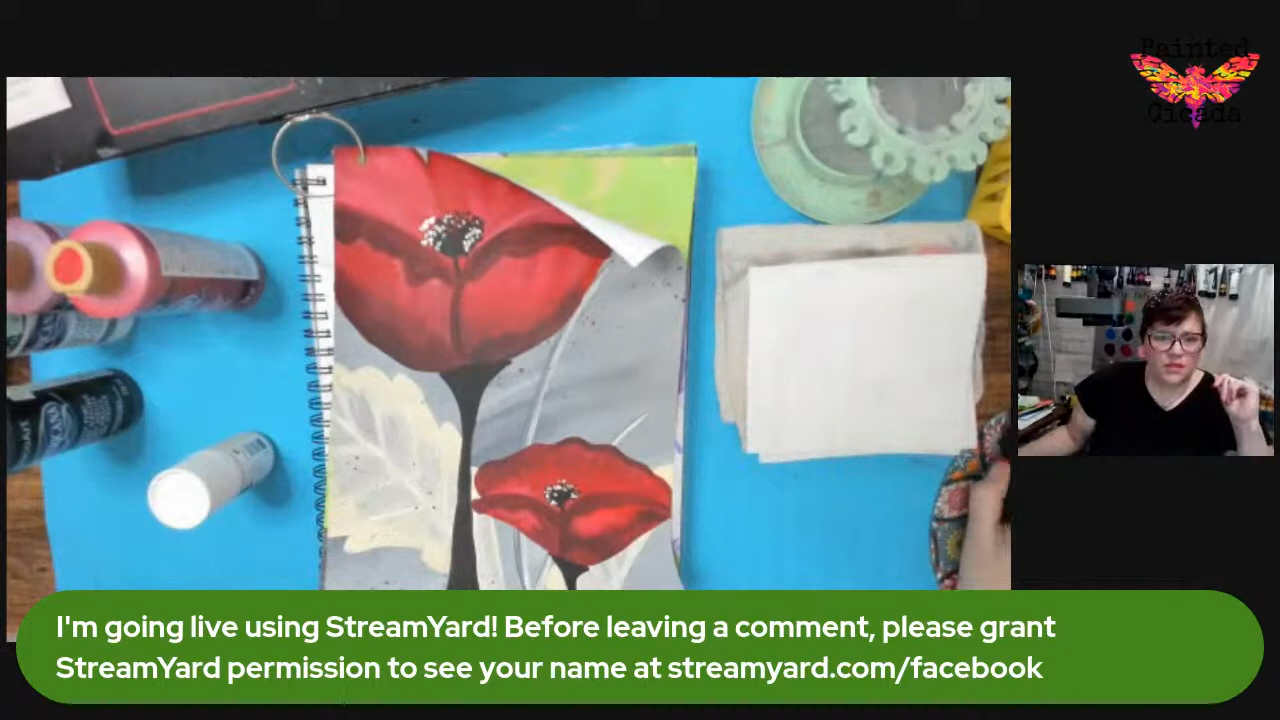 Painted
Cicada
I'm going live using StreamYard! Before leaving a comment, please grant
StreamYard permission to see your name at streamyard.com/facebook